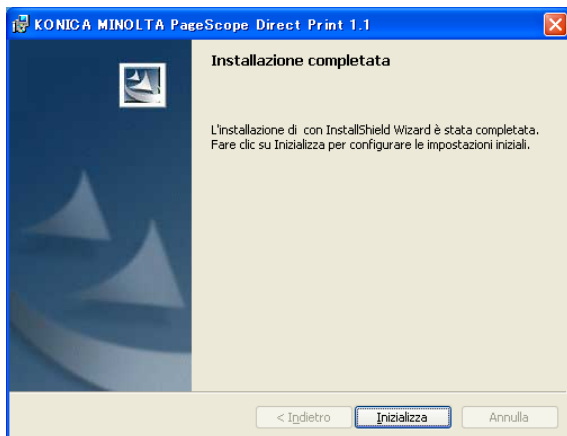 KONICA MINOLTA PageScope Direct Print 1.1
Installazione completata
L'installazione di con InstallShield Wizard è stata completata.
Fare clic su Inizializza per configurare le impostazioni iniziali.
< Indietro
Inizializza
Annulla